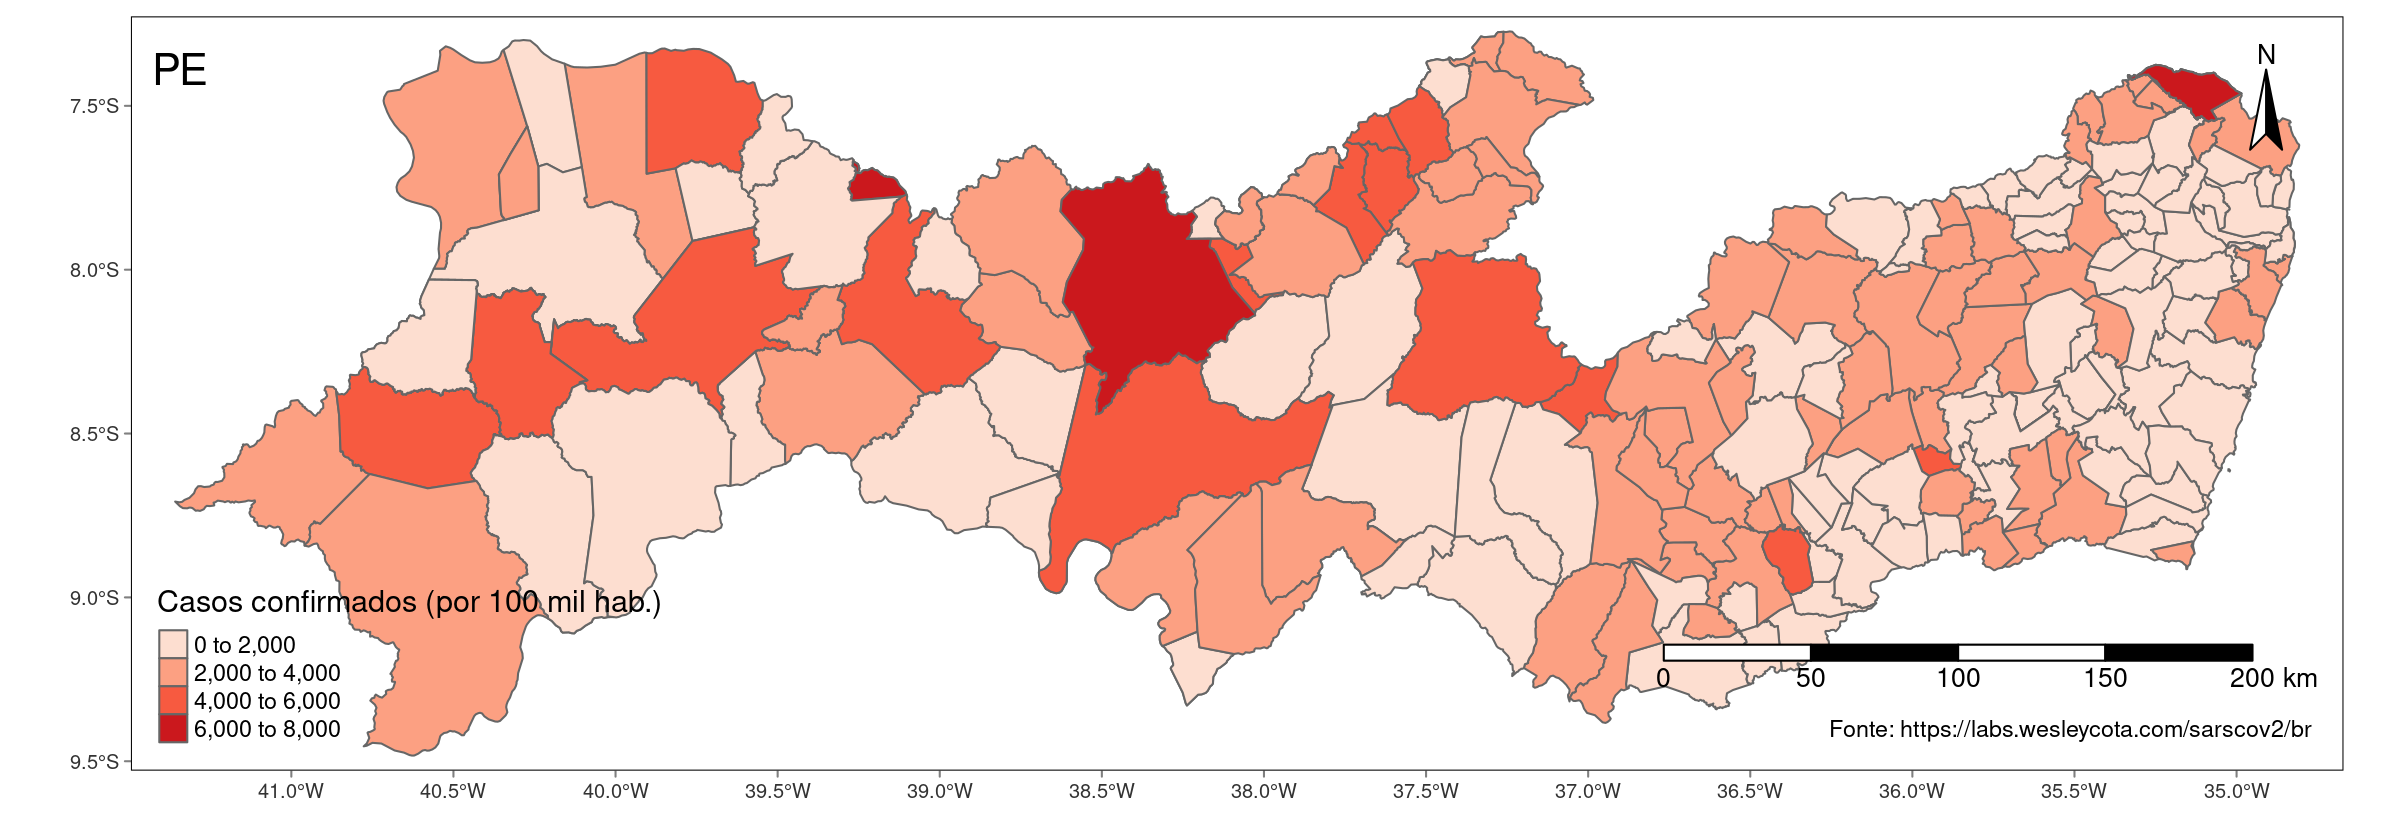 PE
N
7.5°S
8.0°S
8.5°S
9.0°S
9.5°S
Casos confirmados (por 100 mil hab.)
0 to 2,000
2,000 to 4,000
4,000 to 6,000
6,000 to 8,000
0 50 100 150 200 km
Fonte: https://labs.wesleycota.com/sarscov2/br
41.0°W 40.5°W 40.0°W 39.5°W 39.0°W 38.5°W 38.0°W 37.5°W 37.0°W 36.5°W 36.0°W 35.5°W 35.0°W